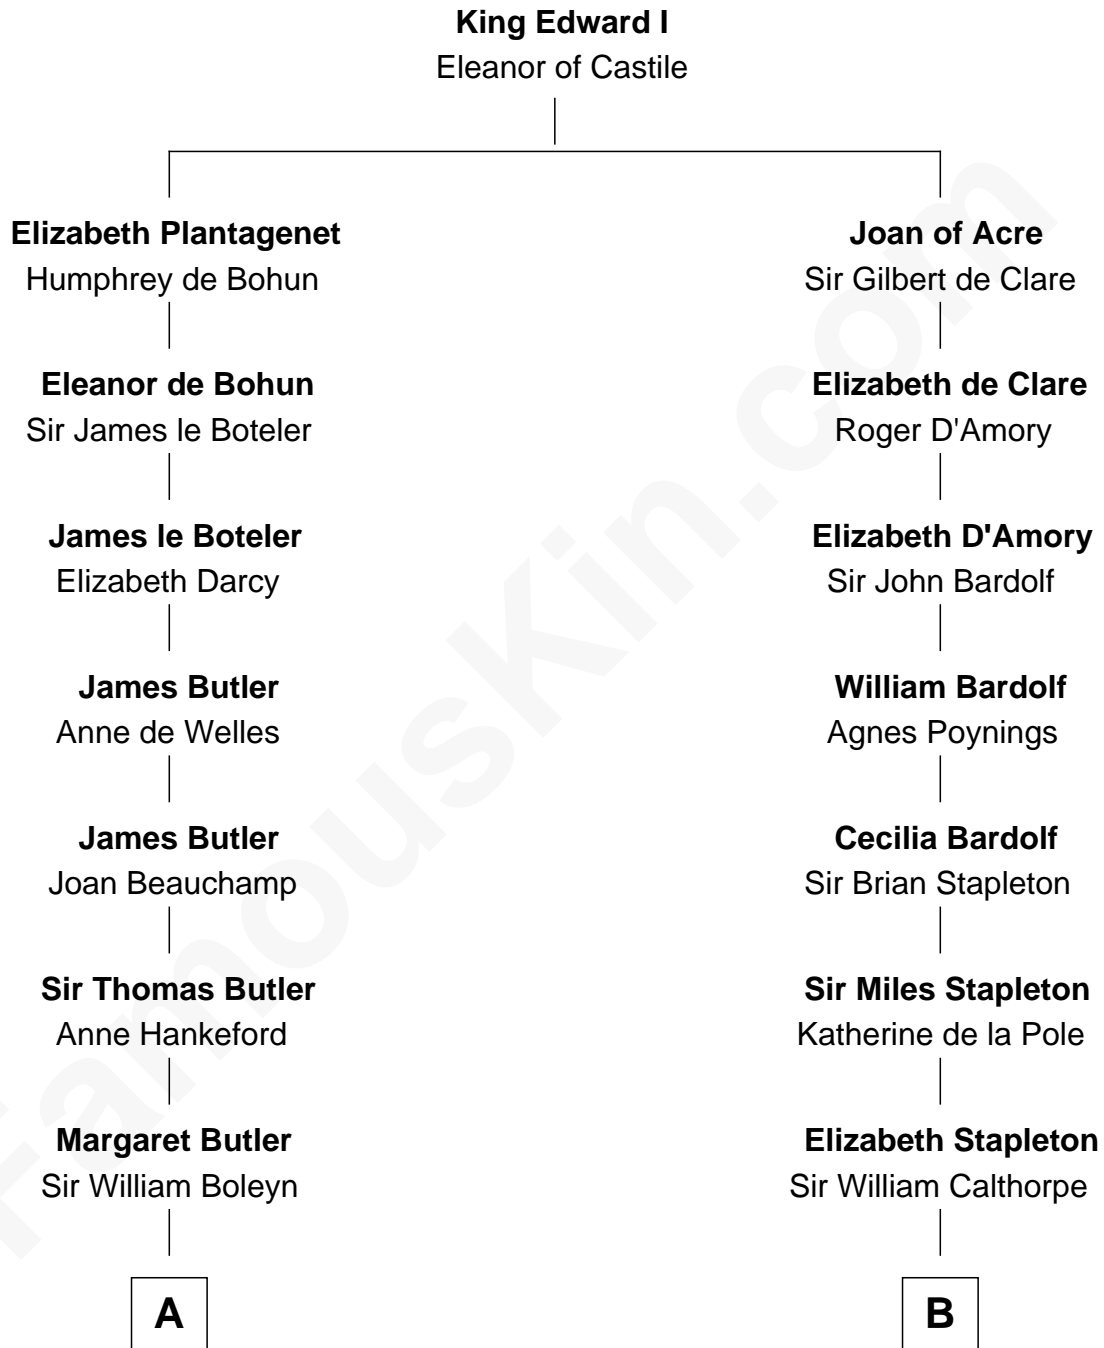 King Edward I
Eleanor of Castile
Elizabeth Plantagenet
Humphrey de Bohun
Joan of Acre
Sir Gilbert de Clare
Eleanor de Bohun
Sir James le Boteler
Elizabeth de Clare
Roger D'Amory
James le Boteler
Elizabeth Darcy
Elizabeth D'Amory
Sir John Bardolf
James Butler
Anne de Welles
William Bardolf
Agnes Poynings
James Butler
Joan Beauchamp
Cecilia Bardolf
Sir Brian Stapleton
Sir Thomas Butler
Anne Hankeford
Sir Miles Stapleton
Katherine de la Pole
Margaret Butler
Sir William Boleyn
Elizabeth Stapleton
Sir William Calthorpe
A
B
FamousKin.com